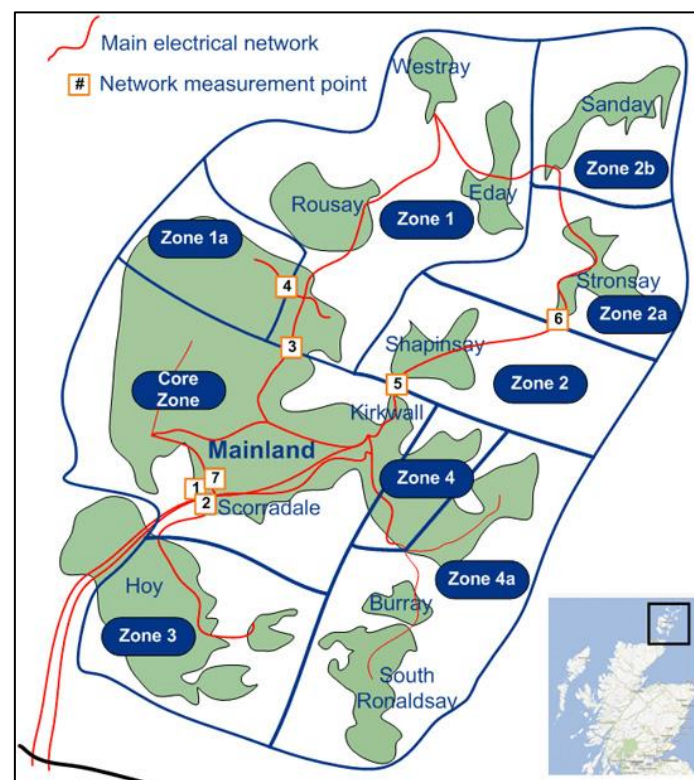 Main electrical network
# Network measurement point
Westray
Sanday
Zone 2b
Rousay
Zone 1
Eday
Zone 1a
4
Stronsay
6
Zone 2a
3
Shapinsay
Zone 2
5
Core
Zone
Kirkwall
Mainland
7
1
2
Scorradale
Zone 4
Zone 4a
Hoy
Zone 3
Burray
South
Ronaldsay